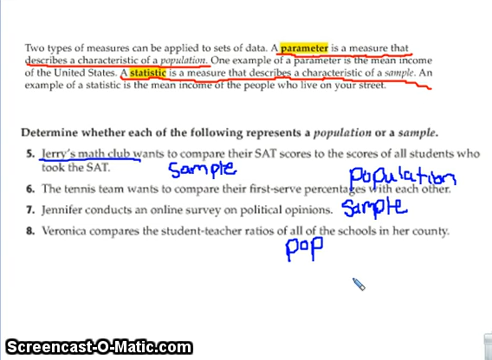 Two types of measures can be applied to sets of data. A parameter is a measure that
describes a characteristic of a population. One example of a parameter is the mean income
of the United States. A statistic is a measure that describes a characteristic of a sample. An
example of a statistic is the mean income of the people who live on your street.
Determine whether each of the following represents a population or a sample.
5. Jerry's math club wants to compare their SAT scores to the scores of all students who
took the SAT.
sample
population
6. The tennis team wants to compare their first-serve percentages with each other.
7. Jennifer conducts an online survey on political opinions.
sample
8. Veronica compares the student-teacher ratios of all of the schools in her county.
pop
Screencast-O-Matic.com